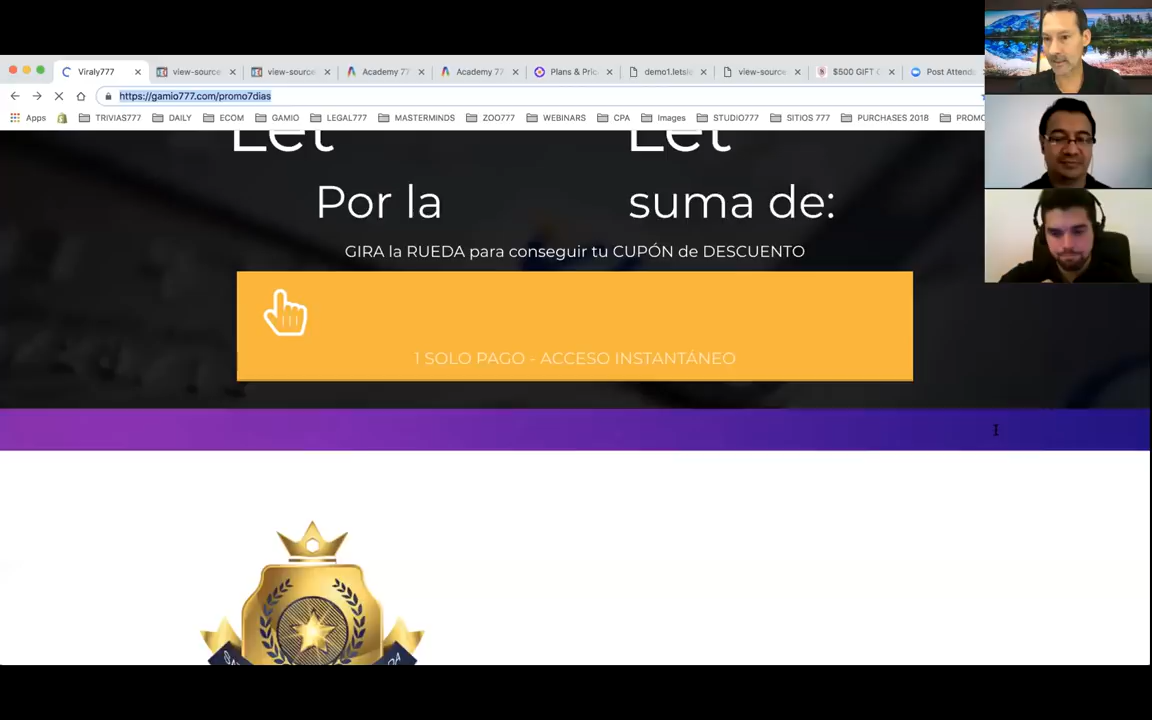 Viraly777
view-source
view-source
Academy 77
Academy 77
Plans & Pric
demo1.letsle
view-source
$500 GIFT C
Post Attend
https://gamio777.com/promo7dias
Apps
TRIVIAS777
DAILY
ECOM
GAMIO
LEGAL777
MASTERMINDS
ZOO777
WEBINARS
CPA
Images
STUDIO777
SITIOS 777
PURCHASES 2018
PROMO
Let
Let
Por la
suma de:
GIRA la RUEDA para conseguir tu CUPÓN de DESCUENTO
1 SOLO PAGO - ACCESO INSTANTÁNEO